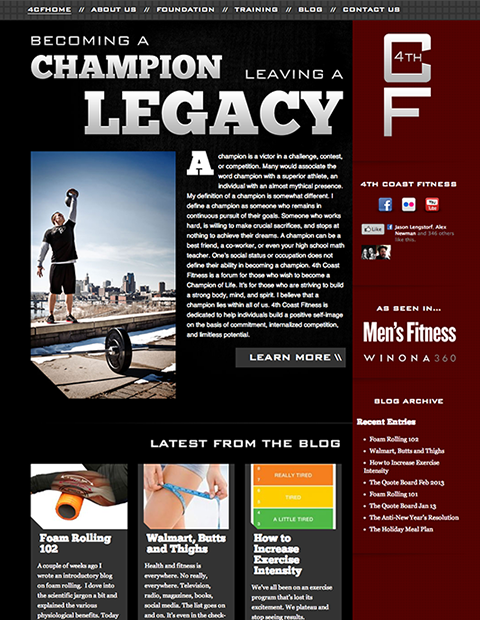 4CFHOME // ABOUT US // FOUNDATION // TRAINING // BLOG // CONTACT US
BECOMING A
CHAMPION LEAVING A
LEGACY
A champion is a victor in a challenge, contest,
or competition. Many would associate the
word champion with a superior athlete, an
individual with an almost mythical presence.
My definition of a champion is somewhat different. I
define a champion as someone who remains in
continuous pursuit of their goals. Someone who works
hard, is willing to make crucial sacrifices, and stops at
nothing to achieve their dreams. A champion can be a
best friend, a co-worker, or even your high school math
teacher. One's social status or occupation does not
define their ability in becoming a champion. 4th Coast
Fitness is a forum for those who wish to become a
Champion of Life. It's for those who are striving to build
a strong body, mind, and spirit. I believe that a
champion lies within all of us. 4th Coast Fitness is
dedicated to help individuals build a positive self-image
on the basis of commitment, internalized competition,
and limitless potential.
LEARN MORE \\
LATEST FROM THE BLOG
Foam Rolling
102
A couple of weeks ago I
wrote an introductory blog
on foam rolling. I dove into
the scientific jargon a bit and
explained the various
physiological benefits. Today
Walmart, Butts
and Thighs
Health and fitness is
everywhere. No really,
everywhere. Television,
radio, magazines, books,
social media. The list goes on
and on. It's even in the check-
REALLY TIRED
TIRED
A LITTLE TIRED
How to
Increase
Exercise
Intensity
We've all been on an exercise
program that's lost its
excitement. We plateau and
stop seeing results.
C
4TH
F
4TH COAST FITNESS
f
You
Tube
Like
Jason Lengstorf, Alex
Newman and 346 others
like this.
AS SEEN IN...
Men's Fitness
WINONA360
BLOG ARCHIVE
Recent Entries
Foam Rolling 102
Walmart, Butts and Thighs
How to Increase Exercise
Intensity
The Quote Board Feb 2013
Foam Rolling 101
The Quote Board Jan 13
The Anti-New Year's Resolution
The Holiday Meal Plan